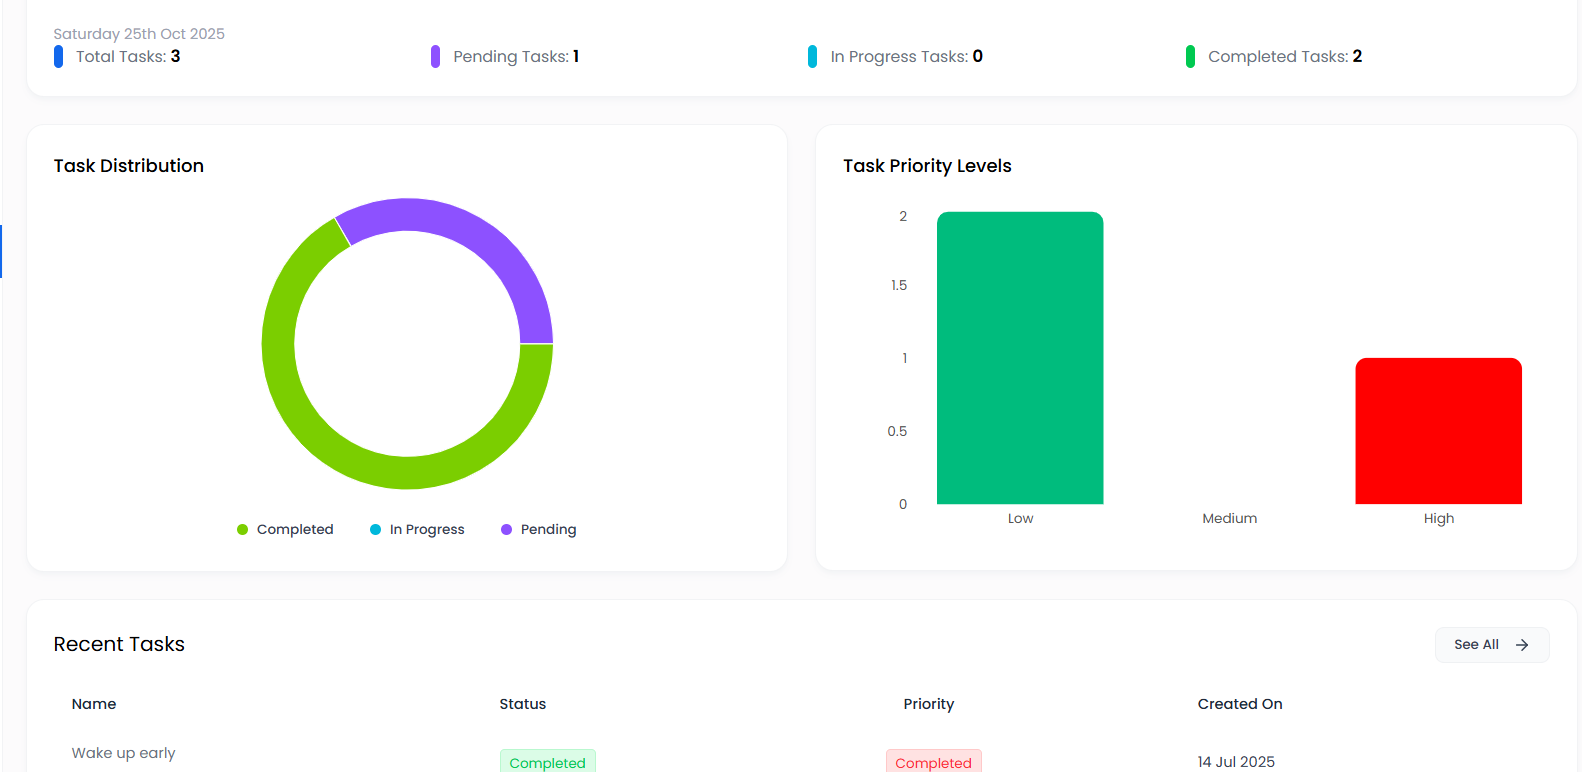 Saturday 25th Oct 2025
Total Tasks: 3 Pending Tasks: 1 In Progress Tasks: 0 Completed Tasks: 2
Task Distribution
Completed In Progress Pending
Task Priority Levels
2
1.5
1
0.5
0
Low Medium High
Recent Tasks See All
Name Status Priority Created On
Wake up early Completed Completed 14 Jul 2025